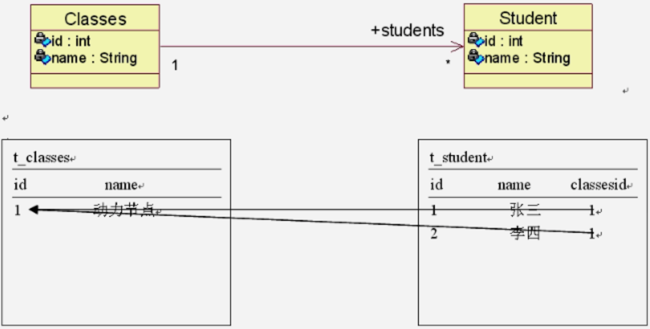 Classes
id : int
name : String
+students
1
*
Student
id : int
name : String
t_classes
id name
1 动力节点
t_student
id name classesid
1 张三 1
2 李四 1